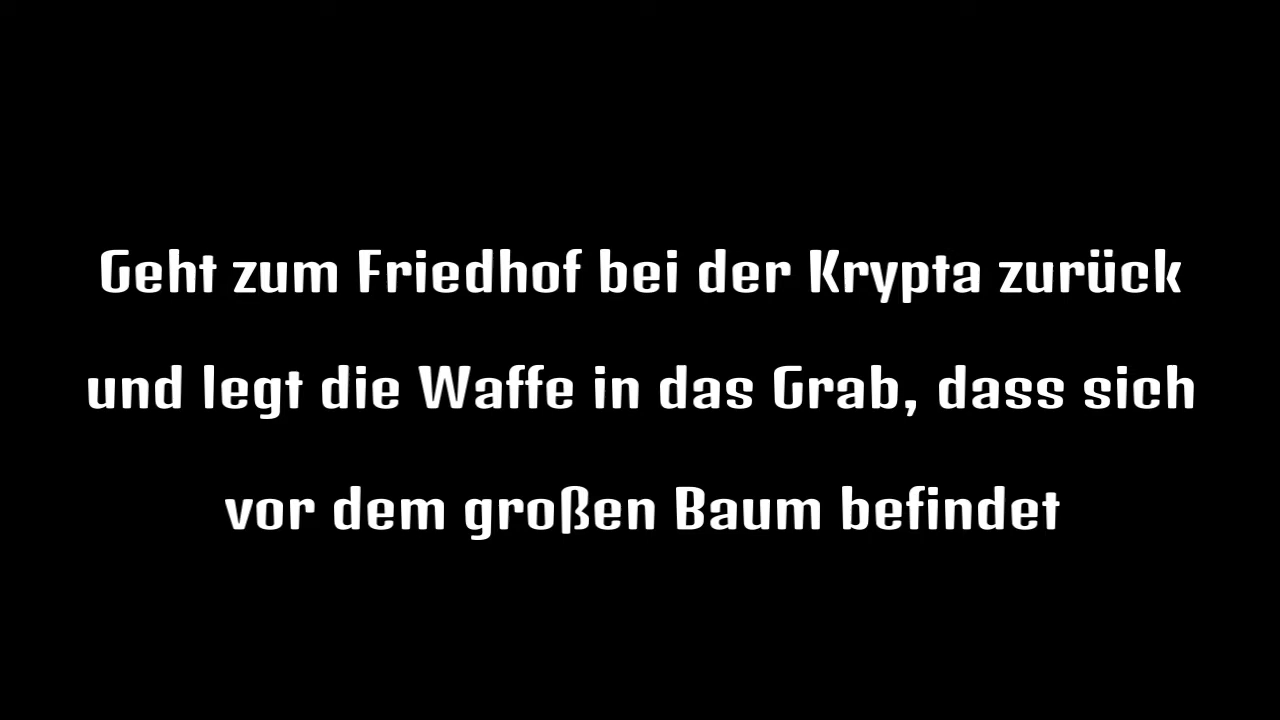 Geht zum Friedhof bei der Krypta zurück
und legt die Waffe in das Grab, dass sich
vor dem großen Baum befindet